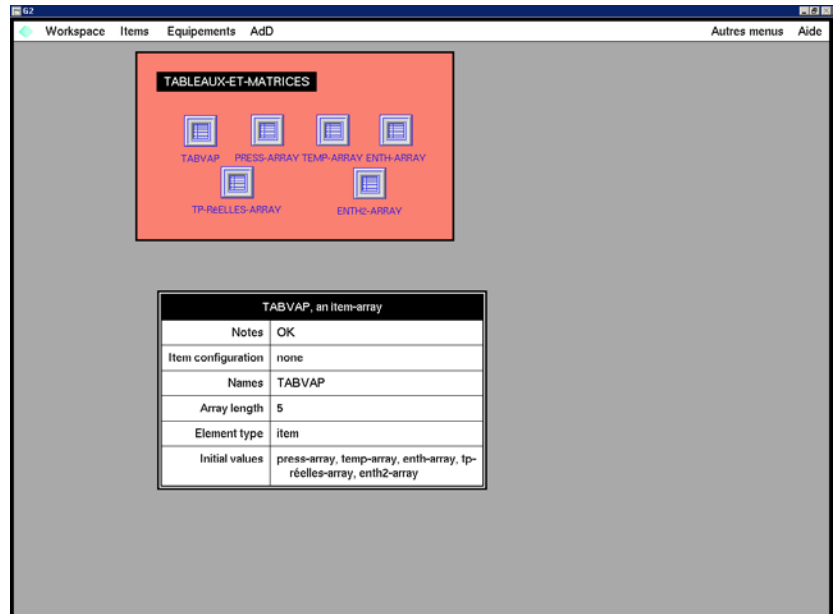 G2
Workspace Items Equipements AdD Autres menus Aide
TABLEAUX-ET-MATRICES
TABVAP PRESS-ARRAY TEMP-ARRAY ENTH-ARRAY
TP-RéELLES-ARRAY ENTH2-ARRAY
TABVAP, an item-array
Notes OK
Item configuration none
Names TABVAP
Array length 5
Element type item
Initial values press-array, temp-array, enth-array, tp-
réelles-array, enth2-array